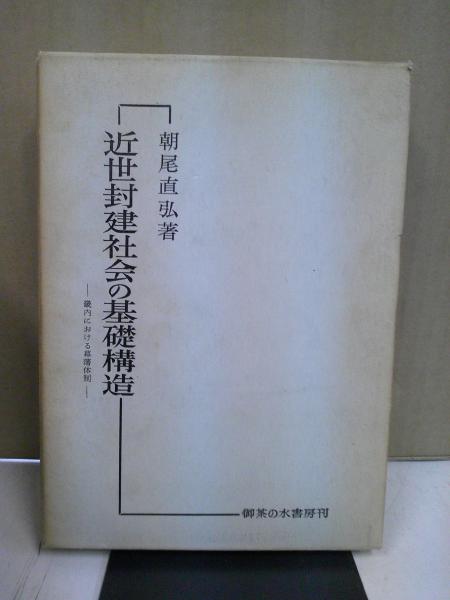 朝尾直弘著
近世封建社会の基礎構造
―畿内における幕藩体制―
御茶の水書房刊